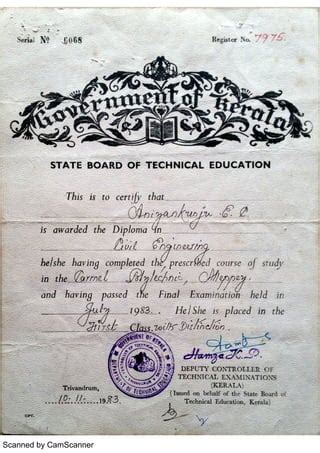 Serial No 6068 Register No. 7975.
Government of Kerala
STATE BOARD OF TECHNICAL EDUCATION
This is to certify that
Aniyankunju E. C.
is awarded the Diploma in
Civil Engineering
he/she having completed the prescribed course of study
in the Carmel Polytechnic, Alleppey.
and having passed the Final Examination held in
July 1983. He/She is placed in the
First Class with Distinction.
Hamza K.P.
DEPUTY CONTROLLER OF
TECHNICAL EXAMINATIONS
(KERALA)
Trivandrum,
(Issued on behalf of the State Board of
10-11-1983. Technical Education, Kerala)
GPT.
Scanned by CamScanner